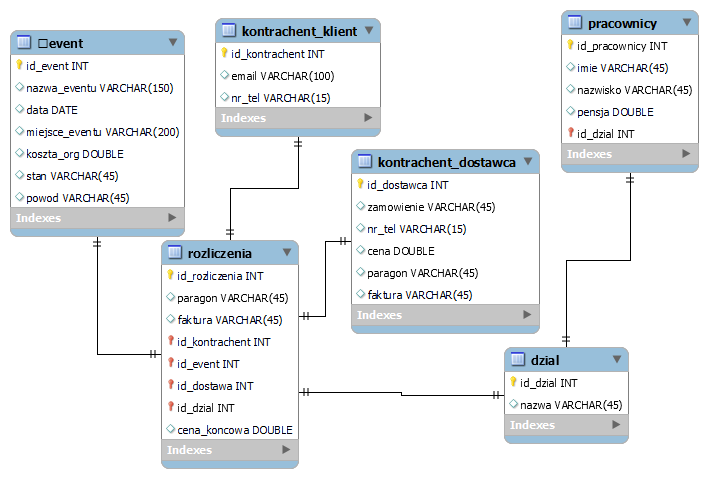 □event
id_event INT
nazwa_eventu VARCHAR(150)
data DATE
miejsce_eventu VARCHAR(200)
koszta_org DOUBLE
stan VARCHAR(45)
powod VARCHAR(45)
Indexes
kontrachent_klient
id_kontrachent INT
email VARCHAR(100)
nr_tel VARCHAR(15)
Indexes
pracownicy
id_pracownicy INT
imie VARCHAR(45)
nazwisko VARCHAR(45)
pensja DOUBLE
id_dzial INT
Indexes
kontrachent_dostawca
id_dostawca INT
zamowienie VARCHAR(45)
nr_tel VARCHAR(15)
cena DOUBLE
paragon VARCHAR(45)
faktura VARCHAR(45)
Indexes
rozliczenia
id_rozliczenia INT
paragon VARCHAR(45)
faktura VARCHAR(45)
id_kontrachent INT
id_event INT
id_dostawa INT
id_dzial INT
cena_koncowa DOUBLE
Indexes
dzial
id_dzial INT
nazwa VARCHAR(45)
Indexes